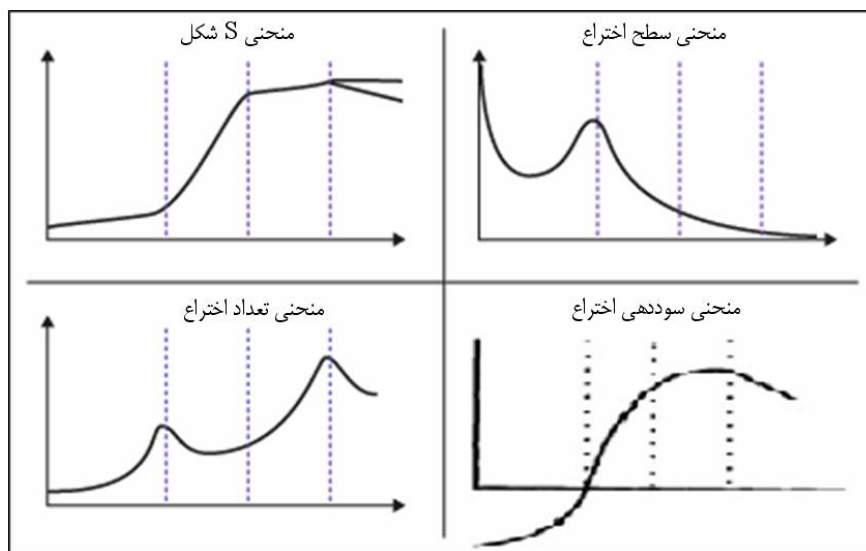 منحنی S شکل
منحنی سطح اختراع
منحنی تعداد اختراع
منحنی سوددهی اختراع